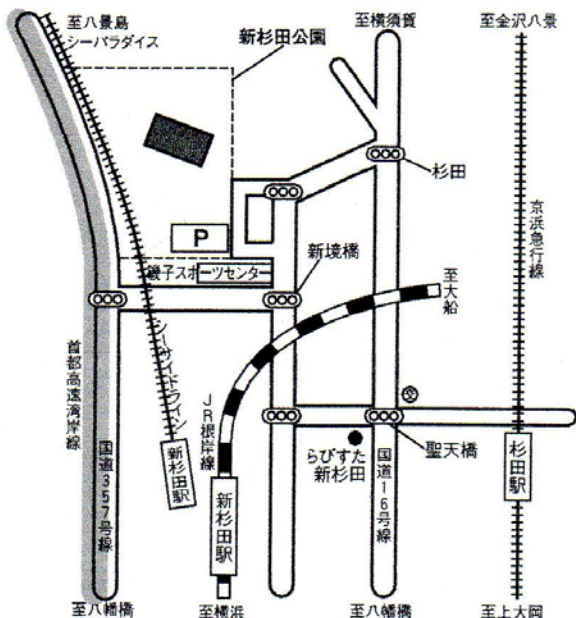 至八景島
シーパラダイス
新杉田公園
至横須賀
至金沢八景
杉田
京浜急行線
P
磯子スポーツセンター
新境橋
至大船
首都高速湾岸線
国道357号線
シーサイドライン
新杉田駅
JR根岸線
新杉田駅
らびすた
新杉田
国道16号線
聖天橋
文
杉田駅
至八幡橋
至横浜
至八幡橋
至上大岡